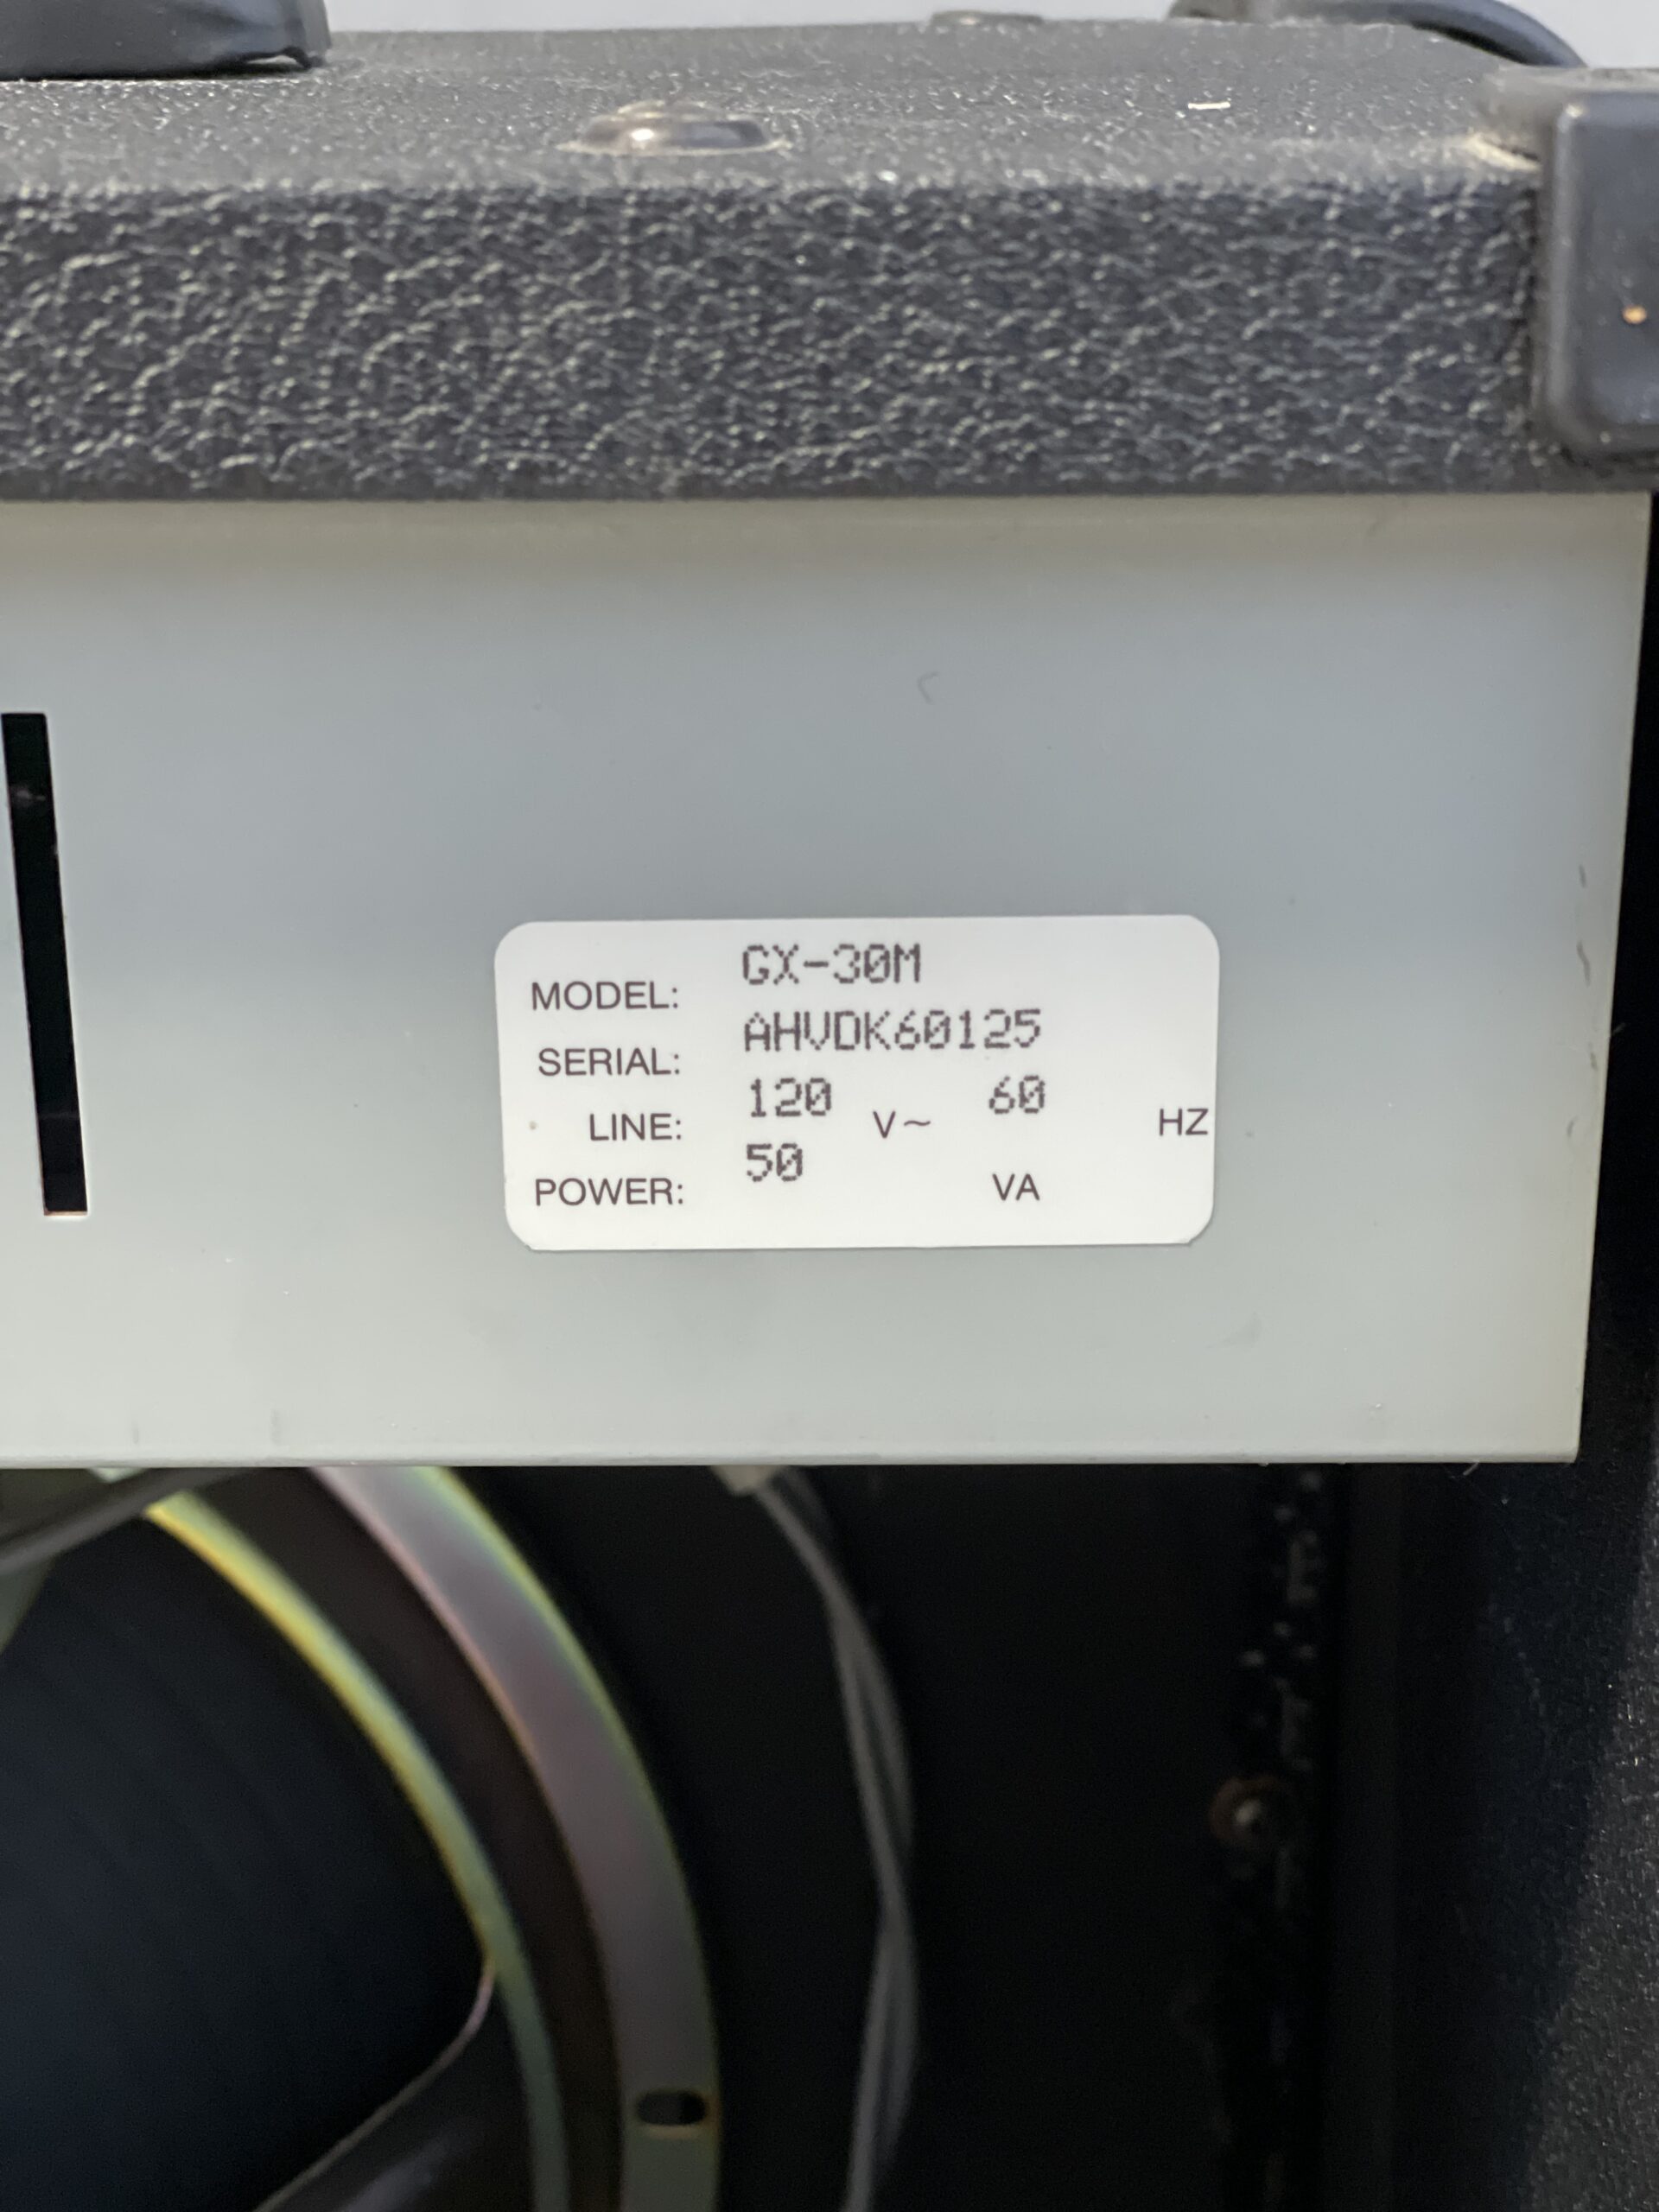 MODEL: GX-30M
SERIAL: AHVDK60125
LINE: 120 V~ 60 HZ
POWER: 50 VA